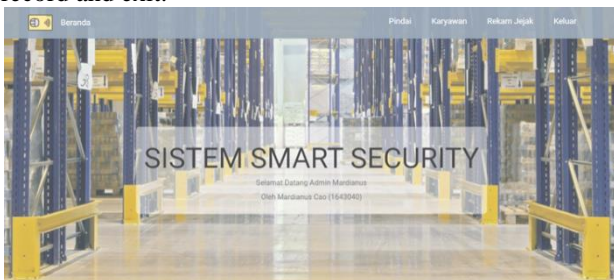 record and exit.
Beranda Pindai Karyawan Rekam Jejak Keluar
SISTEM SMART SECURITY
Selamat Datang Admin Mardianus
Oleh Mardianus Cao (1643040)